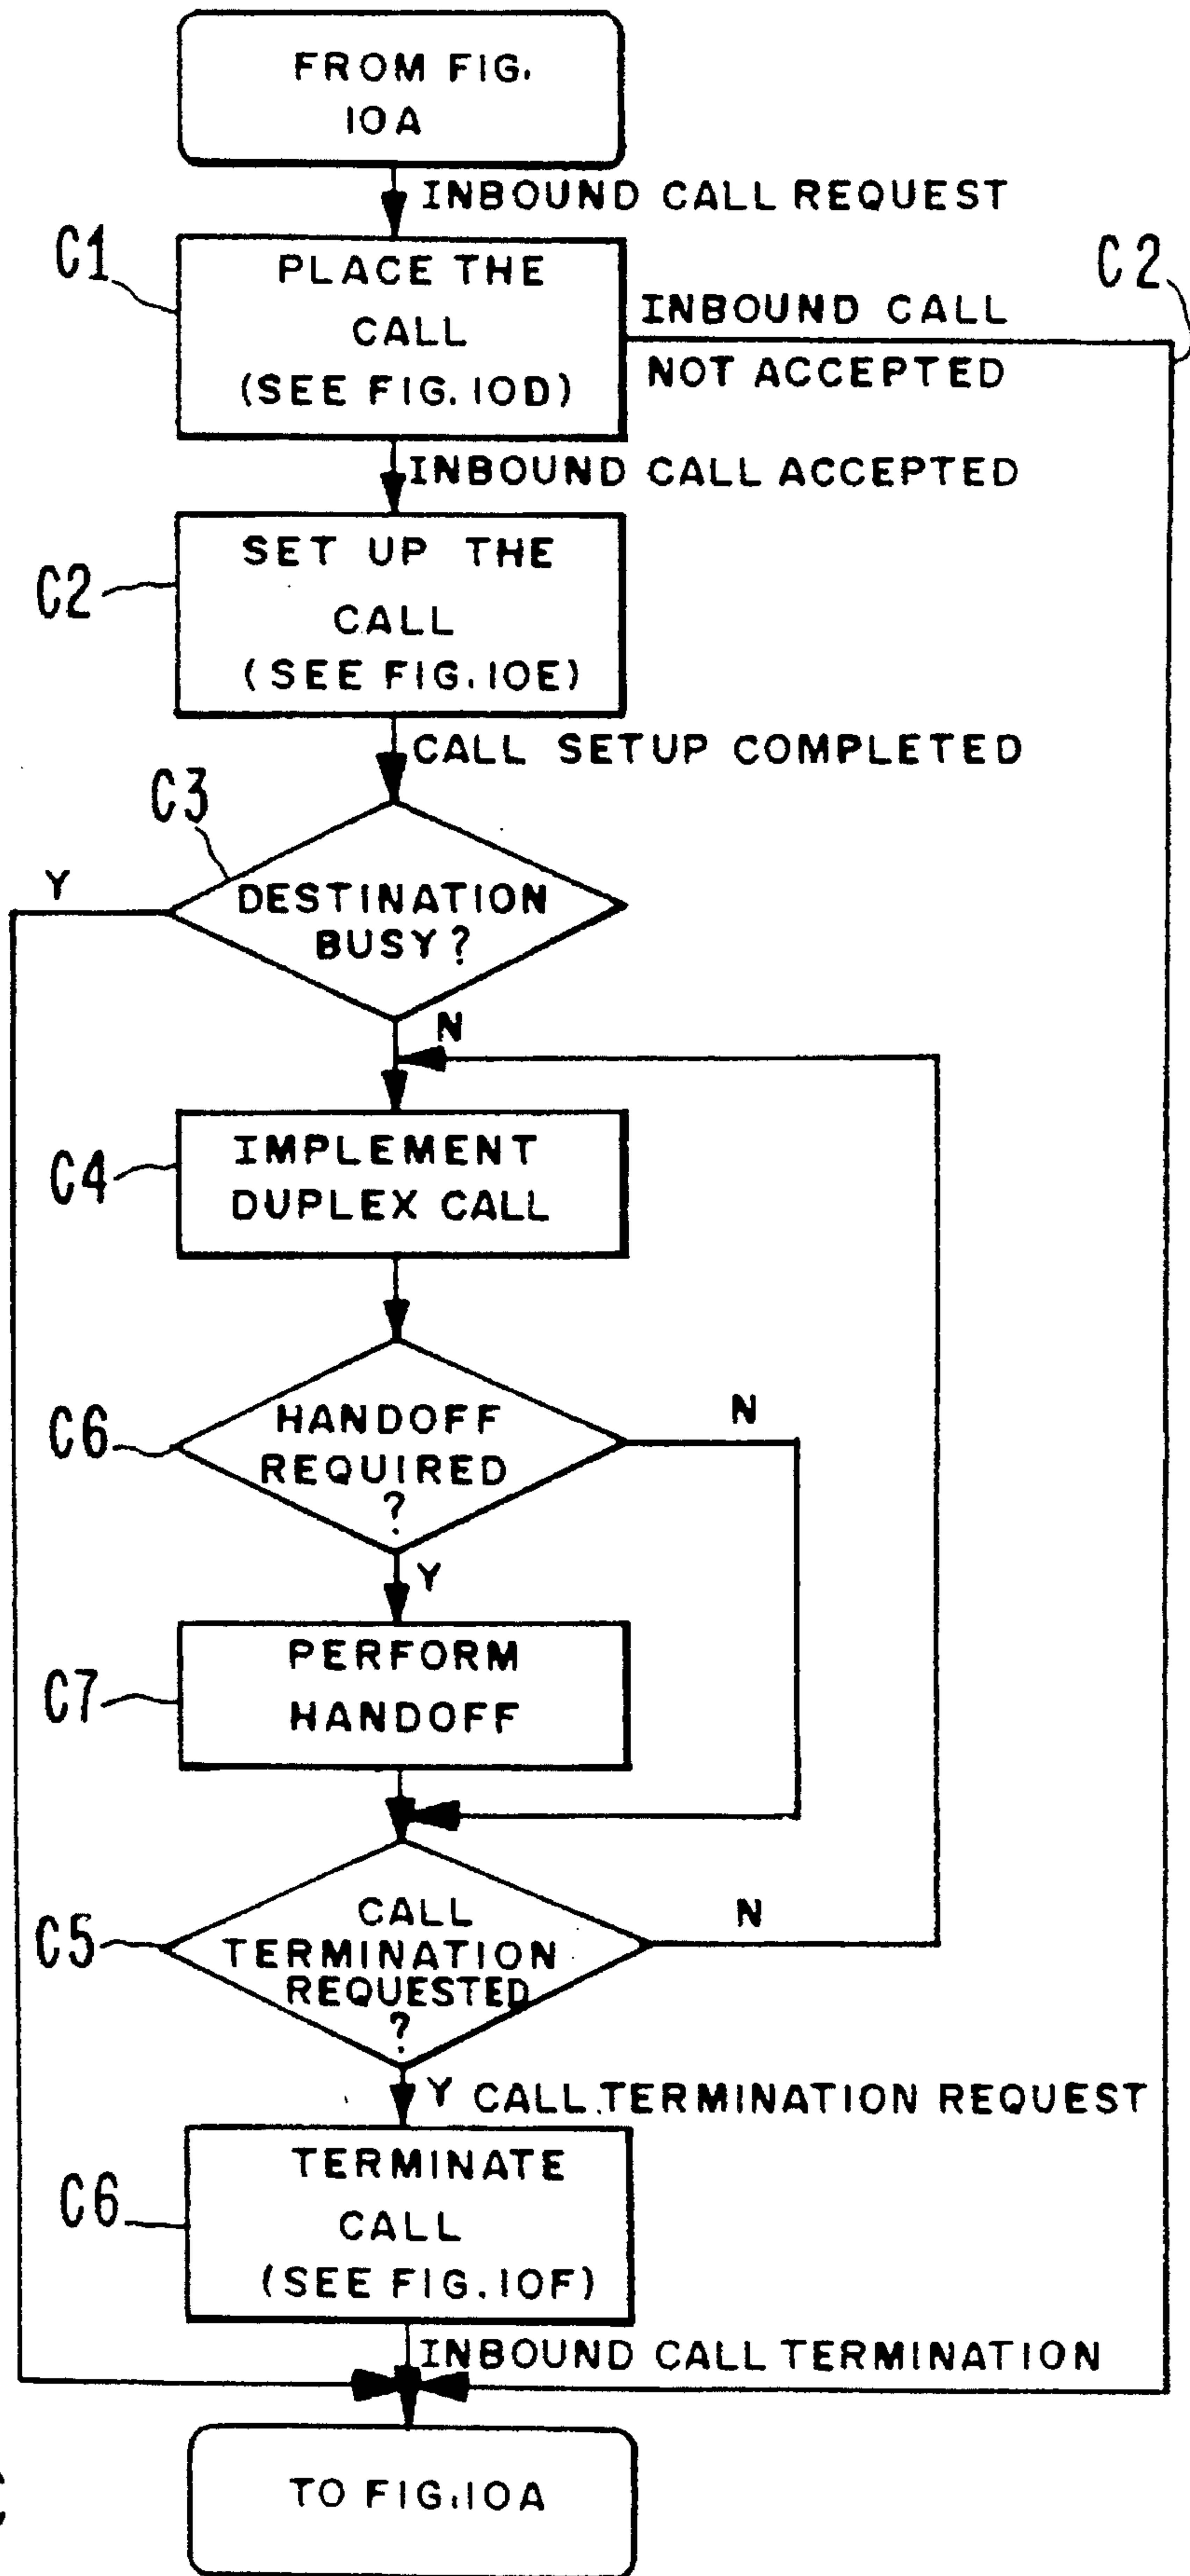 FROM FIG.
10A
INBOUND CALL REQUEST
C1
PLACE THE
CALL
(SEE FIG. 10D)
INBOUND CALL
NOT ACCEPTED
C2
INBOUND CALL ACCEPTED
C2
SET UP THE
CALL
(SEE FIG. 10E)
CALL SETUP COMPLETED
C3
Y
DESTINATION
BUSY?
N
C4
IMPLEMENT
DUPLEX CALL
C6
HANDOFF
REQUIRED
?
N
Y
C7
PERFORM
HANDOFF
C5
CALL
TERMINATION
REQUESTED
?
N
Y CALL TERMINATION REQUEST
C6
TERMINATE
CALL
(SEE FIG. 10F)
INBOUND CALL TERMINATION
TO FIG. 10A